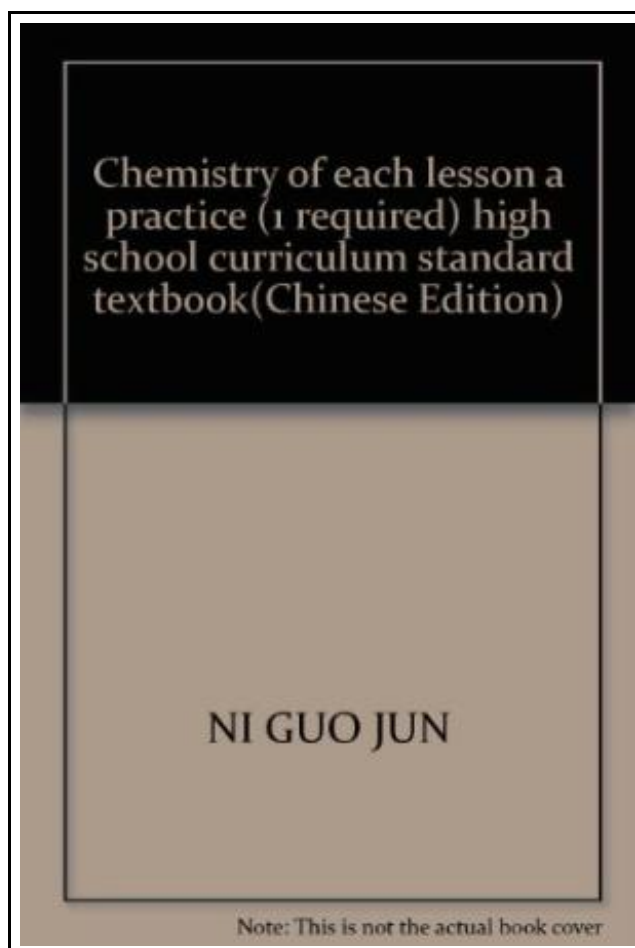 Chemistry of each lesson a
practice (1 required) high
school curriculum standard
textbook(Chinese Edition)
NI GUO JUN
Note: This is not the actual book cover